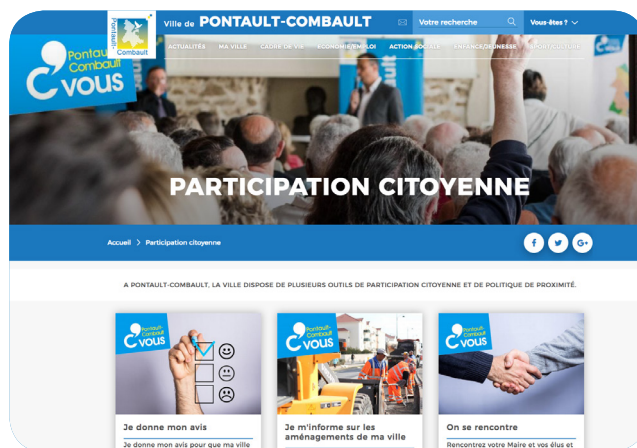 Pontault-
Combault
Ville de PONTAULT-COMBAULT
Votre recherche
Vous-êtes ?
ACTUALITÉS MA VILLE CADRE DE VIE ECONOMIE/EMPLOI ACTION SOCIALE ENFANCE/JEUNESSE SPORT/CULTURE
Pontault-
Combault
C'vous
PARTICIPATION CITOYENNE
Accueil > Participation citoyenne
f
G+
A PONTAULT-COMBAULT, LA VILLE DISPOSE DE PLUSIEURS OUTILS DE PARTICIPATION CITOYENNE ET DE POLITIQUE DE PROXIMITÉ.
Pontault-
Combault
C'vous
Je donne mon avis
Je donne mon avis pour que ma ville
Pontault-
Combault
C'vous
Je m'informe sur les
aménagements de ma ville
Pontault-
Combault
C'vous
On se rencontre
Rencontrez votre Maire et vos élus et